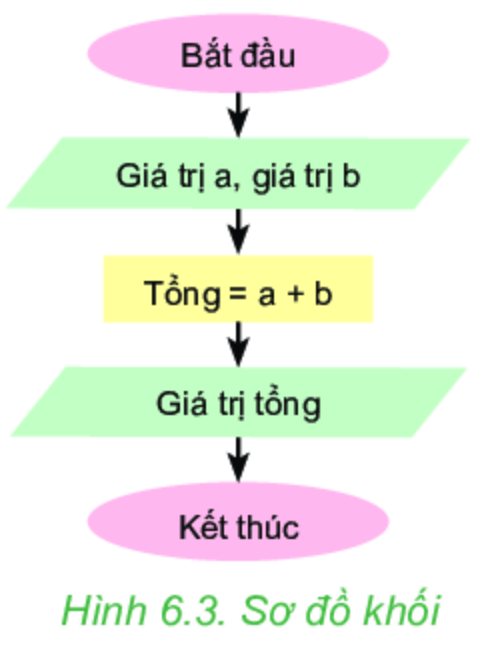 Bắt đầu
Giá trị a, giá trị b
Tổng = a + b
Giá trị tổng
Kết thúc
Hình 6.3. Sơ đồ khối